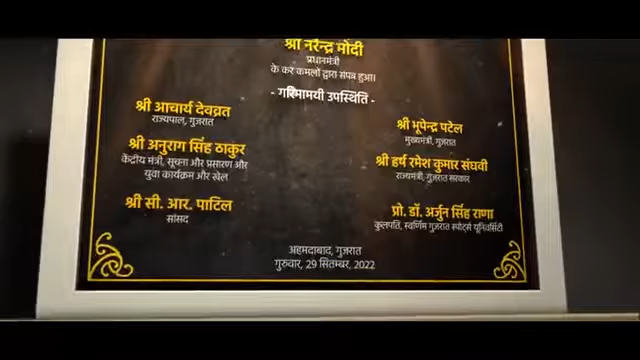 श्री नरेन्द्र मोदी
प्रधानमंत्री
के कर कमलों द्वारा संपन्न हुआ।
- गरिमामयी उपस्थिति -
श्री आचार्य देवव्रत
राज्यपाल, गुजरात
श्री भूपेन्द्र पटेल
मुख्यमंत्री, गुजरात
श्री अनुराग सिंह ठाकुर
केंद्रीय मंत्री, सूचना और प्रसारण और
युवा कार्यक्रम और खेल
श्री हर्ष रमेश कुमार संघवी
राज्यमंत्री, गुजरात सरकार
श्री सी. आर. पाटिल
सांसद
प्रो. डॉ. अर्जुन सिंह राणा
कुलपति, स्वर्णिम गुजरात स्पोर्ट्स यूनिवर्सिटी
अहमदाबाद, गुजरात
गुरुवार, 29 सितम्बर, 2022